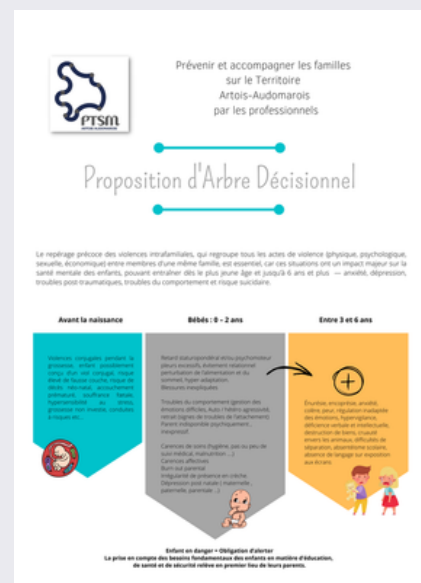 PTSM
ARTOIS-AUDOMAROIS
Prévenir et accompagner les familles
sur le Territoire
Artois-Audomarois
par les professionnels
Proposition d'Arbre Décisionnel
Le repérage précoce des violences intrafamiliales, qui regroupe tous les actes de violence (physique, psychologique,
sexuelle, économique) entre membres d'une même famille, est essentiel, car ces situations ont un impact majeur sur la
santé mentale des enfants, pouvant entraîner dès le plus jeune âge et jusqu'à 6 ans et plus — anxiété, dépression,
troubles post-traumatiques, troubles du comportement et risque suicidaire.
Avant la naissance
Violences conjugales pendant la
grossesse, enfant possiblement
conçu d'un viol conjugal, risque
élevé de fausse couche, risque de
décès néo-natal, accouchement
prématuré, souffrance fœtale,
hypersensibilité au stress,
grossesse non investie, conduites
à risques etc..
Bébés : 0 – 2 ans
Retard staturopondéral et/ou psychomoteur
pleurs excessifs, évitement relationnel
perturbation de l'alimentation et du
sommeil, hyper-adaptation.
Blessures inexpliquées
Troubles du comportement (gestion des
émotions difficiles, Auto / hétéro agressivité,
retrait (signes de troubles de l'attachement)
Parent indisponible psychiquement..
inexpressif.
Carences de soins (hygiène, pas ou peu de
suivi médical, malnutrition ...)
Carences affectives
Burn out parental
Irrégularité de présence en crèche
Dépression post natale ( maternelle ,
paternelle, parentale ...)
Entre 3 et 6 ans
Énurésie, encoprésie, anxiété,
colère, peur, régulation inadaptée
des émotions, hypervigilance,
déficience verbale et intellectuelle,
destruction de biens, cruauté
envers les animaux, difficultés de
séparation, absentéisme scolaire,
absence de langage sur exposition
aux écrans
Enfant en danger = Obligation d'alerter
La prise en compte des besoins fondamentaux des enfants en matière d'éducation,
de santé et de sécurité relève en premier lieu de leurs parents.